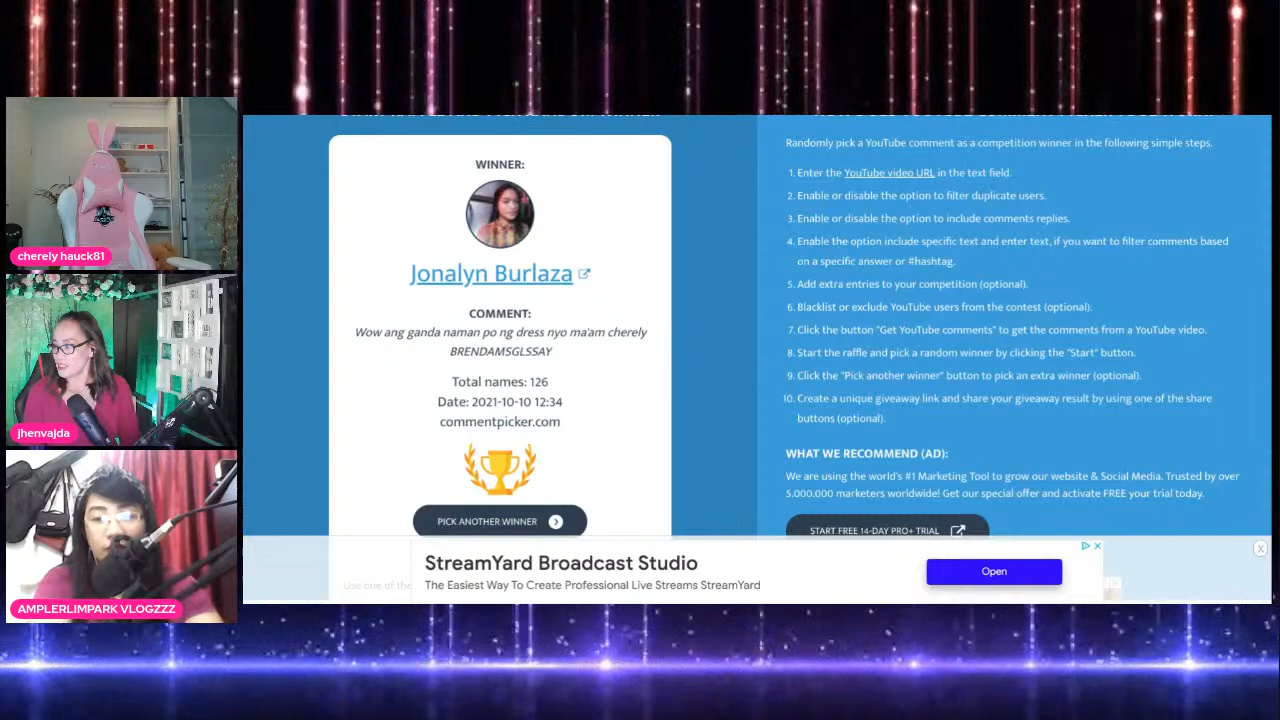 cherely hauck81
jhenvajda
AMPLERLIMPARK VLOGZZZ
WINNER:
Jonalyn Burlaza
COMMENT:
Wow ang ganda naman po ng dress nyo ma'am cherely
BRENDAMSGLSSAY
Total names: 126
Date: 2021-10-10 12:34
commentpicker.com
PICK ANOTHER WINNER
Use one of the
Randomly pick a YouTube comment as a competition winner in the following simple steps.
1. Enter the YouTube video URL in the text field.
2. Enable or disable the option to filter duplicate users.
3. Enable or disable the option to include comments replies.
4. Enable the option include specific text and enter text, if you want to filter comments based
on a specific answer or #hashtag.
5. Add extra entries to your competition (optional).
6. Blacklist or exclude YouTube users from the contest (optional).
7. Click the button "Get YouTube comments" to get the comments from a YouTube video.
8. Start the raffle and pick a random winner by clicking the "Start" button.
9. Click the "Pick another winner" button to pick an extra winner (optional).
10. Create a unique giveaway link and share your giveaway result by using one of the share
buttons (optional).
WHAT WE RECOMMEND (AD):
We are using the world's #1 Marketing Tool to grow our website & Social Media. Trusted by over
5.000.000 marketers worldwide! Get our special offer and activate FREE your trial today.
START FREE 14-DAY PRO+ TRIAL
StreamYard Broadcast Studio
The Easiest Way To Create Professional Live Streams StreamYard
Open